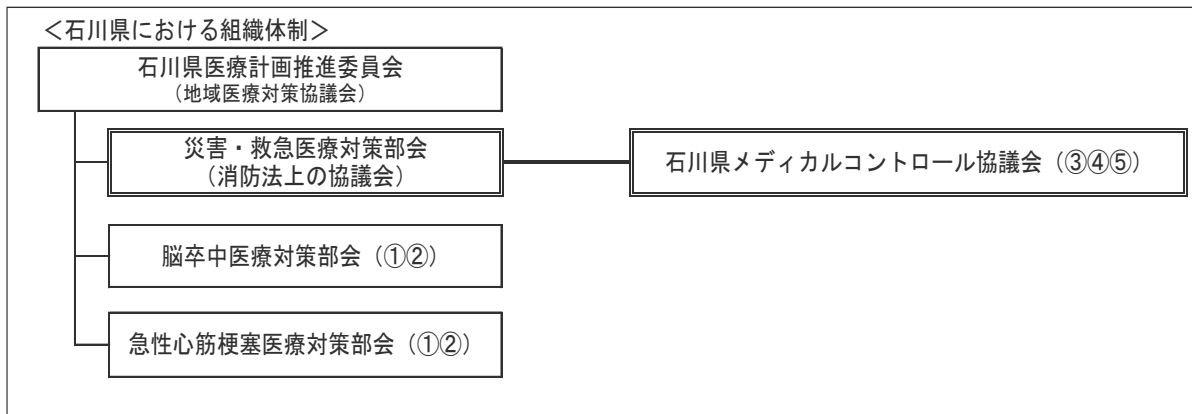 <石川県における組織体制>
石川県医療計画推進委員会
(地域医療対策協議会)
災害・救急医療対策部会
(消防法上の協議会)
石川県メディカルコントロール協議会(③④⑤)
脳卒中医療対策部会(①②)
急性心筋梗塞医療対策部会(①②)